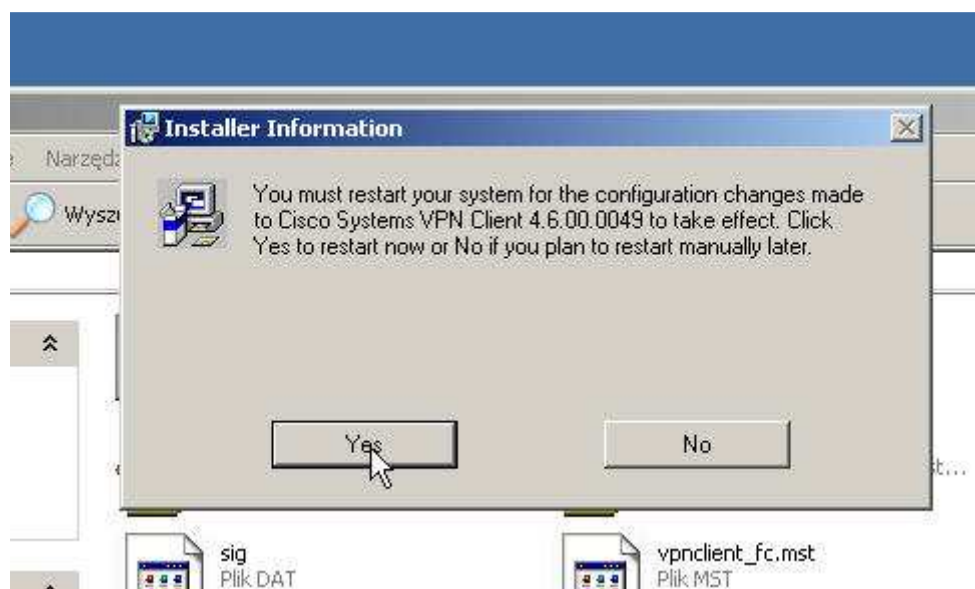 Installer Information
Narzęd
Wysz
You must restart your system for the configuration changes made
to Cisco Systems VPN Client 4.6.00.0049 to take effect. Click
Yes to restart now or No if you plan to restart manually later.
Yes
No
sig
Plik DAT
vpnclient_fc.mst
Plik MST